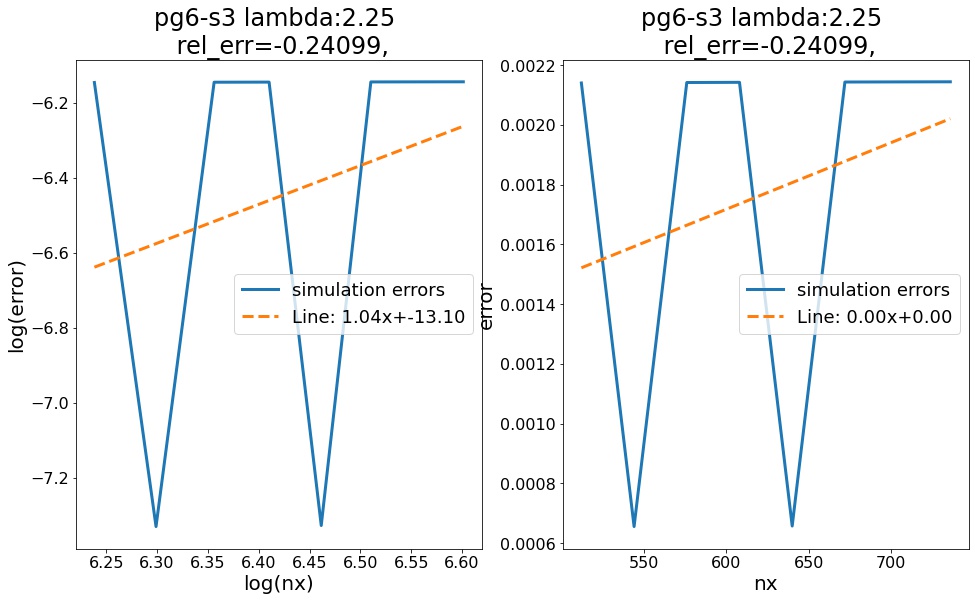 pg6-s3 lambda:2.25
rel_err=-0.24099,
−6.2
−6.4
−6.6
−6.8
−7.0
−7.2
log(error)
simulation errors
Line: 1.04x+-13.10
6.25 6.30 6.35 6.40 6.45 6.50 6.55 6.60
log(nx)
pg6-s3 lambda:2.25
rel_err=-0.24099,
0.0022
0.0020
0.0018
0.0016
0.0014
0.0012
0.0010
0.0008
0.0006
error
simulation errors
Line: 0.00x+0.00
550 600 650 700
nx